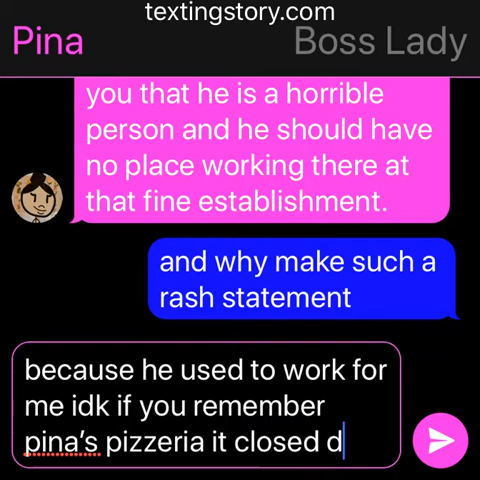 textingstory.com
Pina Boss Lady
you that he is a horrible
person and he should have
no place working there at
that fine establishment.
and why make such a
rash statement
because he used to work for
me idk if you remember
pina’s pizzeria it closed d